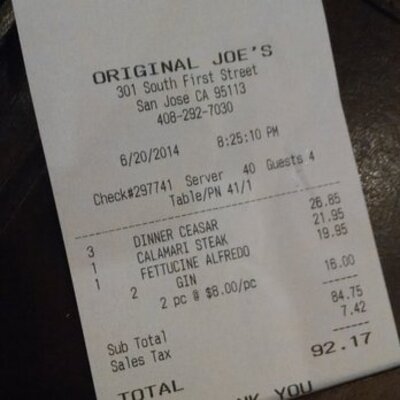 ORIGINAL JOE'S
301 South First Street
San Jose CA 95113
408-292-7030
6/20/2014 8:25:10 PM
Check#297741 Server 40 Guests 4
Table/PN 41/1
3 DINNER CEASAR 26.85
1 CALAMARI STEAK 21.95
1 FETTUCINE ALFREDO 19.95
2 GIN
2 pc @ $8.00/pc 16.00
Sub Total 84.75
Sales Tax 7.42
TOTAL 92.17
YOU